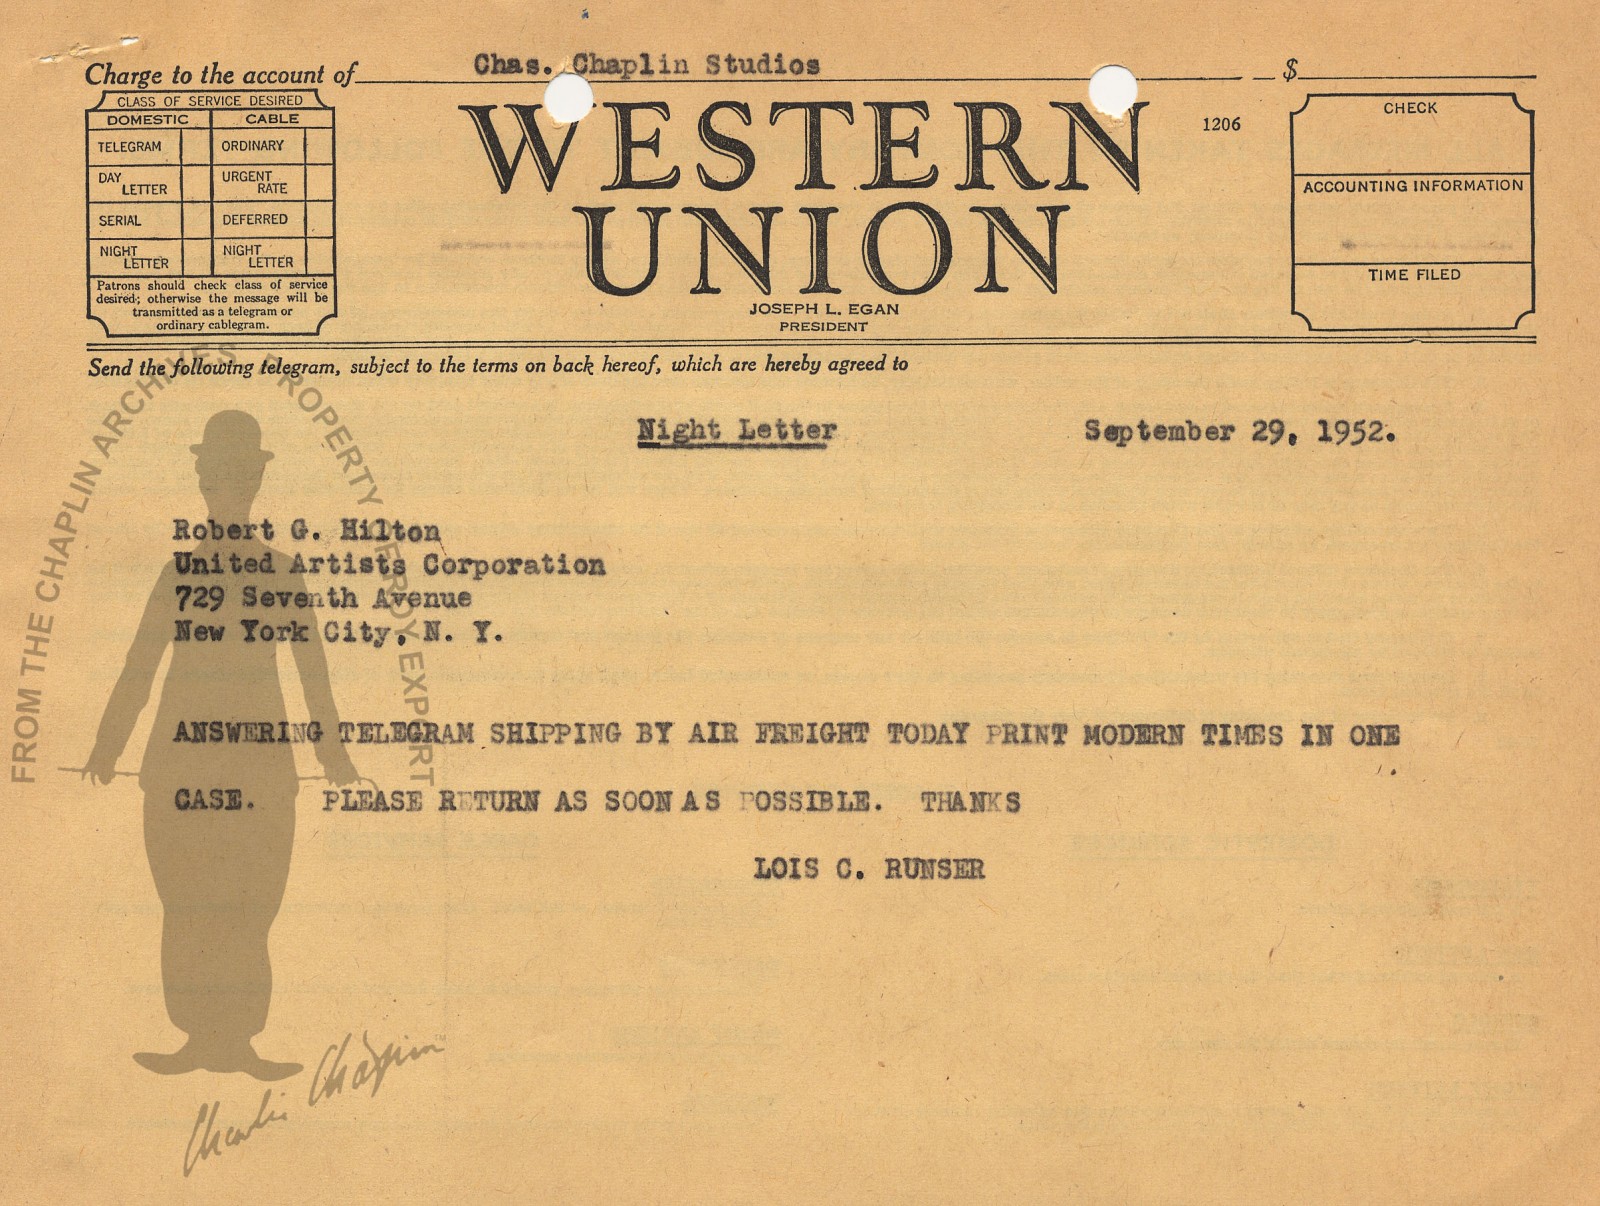 Charge to the account of Chas. Chaplin Studios $
CLASS OF SERVICE DESIRED
DOMESTIC CABLE
TELEGRAM ORDINARY
DAY LETTER URGENT RATE
SERIAL DEFERRED
NIGHT LETTER NIGHT LETTER
Patrons should check class of service
desired; otherwise the message will be
transmitted as a telegram or
ordinary cablegram.
WESTERN
UNION
JOSEPH L. EGAN
PRESIDENT
1206
CHECK
ACCOUNTING INFORMATION
TIME FILED
Send the following telegram, subject to the terms on back hereof, which are hereby agreed to
Night Letter September 29, 1952.
Robert G. Hilton
United Artists Corporation
729 Seventh Avenue
New York City, N. Y.
ANSWERING TELEGRAM SHIPPING BY AIR FREIGHT TODAY PRINT MODERN TIMES IN ONE
CASE. PLEASE RETURN AS SOON AS POSSIBLE. THANKS
LOIS C. RUNSER
FROM THE CHAPLIN ARCHIVES PROPERTY OF ROY EXPORT
Charlie Chaplin